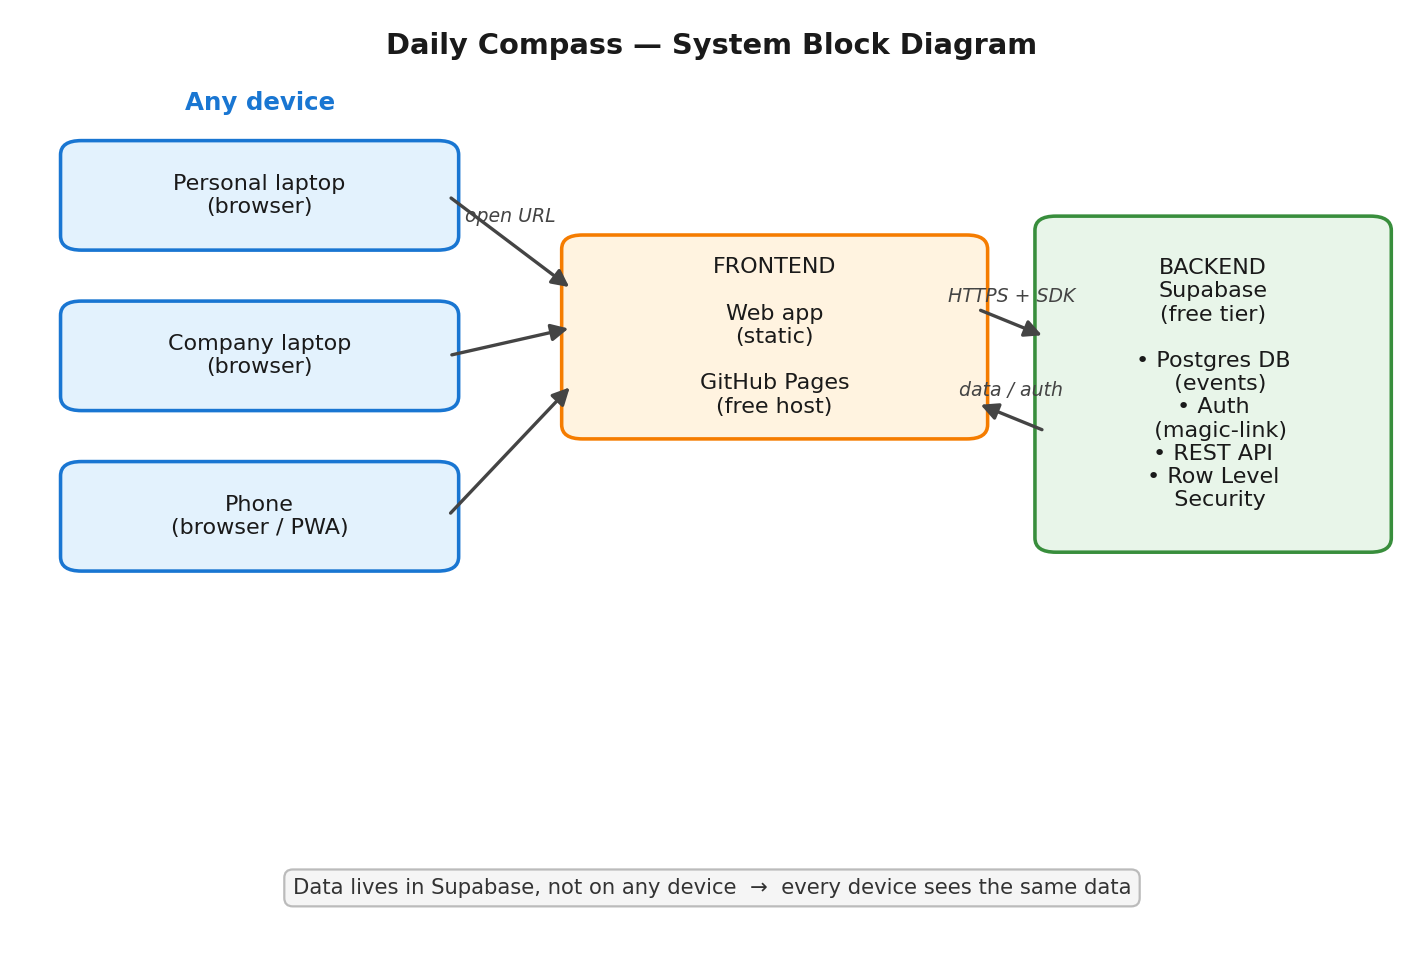 Daily Compass — System Block Diagram
Any device
Personal laptop
(browser)
open URL
Company laptop
(browser)
Phone
(browser / PWA)
FRONTEND
Web app
(static)
GitHub Pages
(free host)
HTTPS + SDK
data / auth
BACKEND
Supabase
(free tier)
• Postgres DB
(events)
• Auth
(magic-link)
• REST API
• Row Level
Security
Data lives in Supabase, not on any device → every device sees the same data